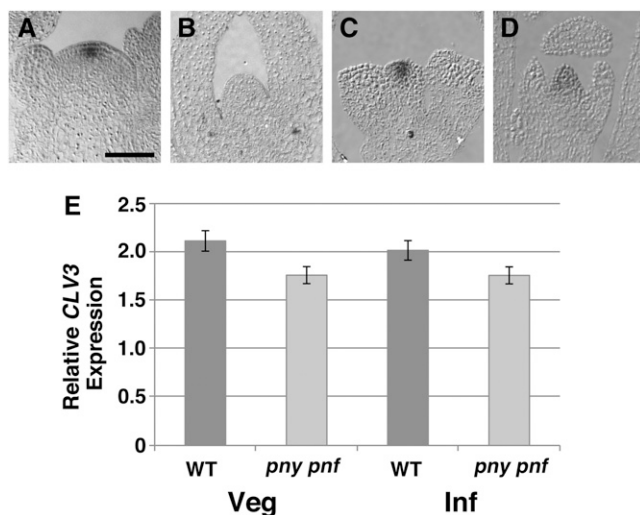 A
B
C
D
E
2.5
2.0
1.5
1.0
0.5
0
Relative CLV3
Expression
WT
pny pnf
WT
pny pnf
Veg
Inf